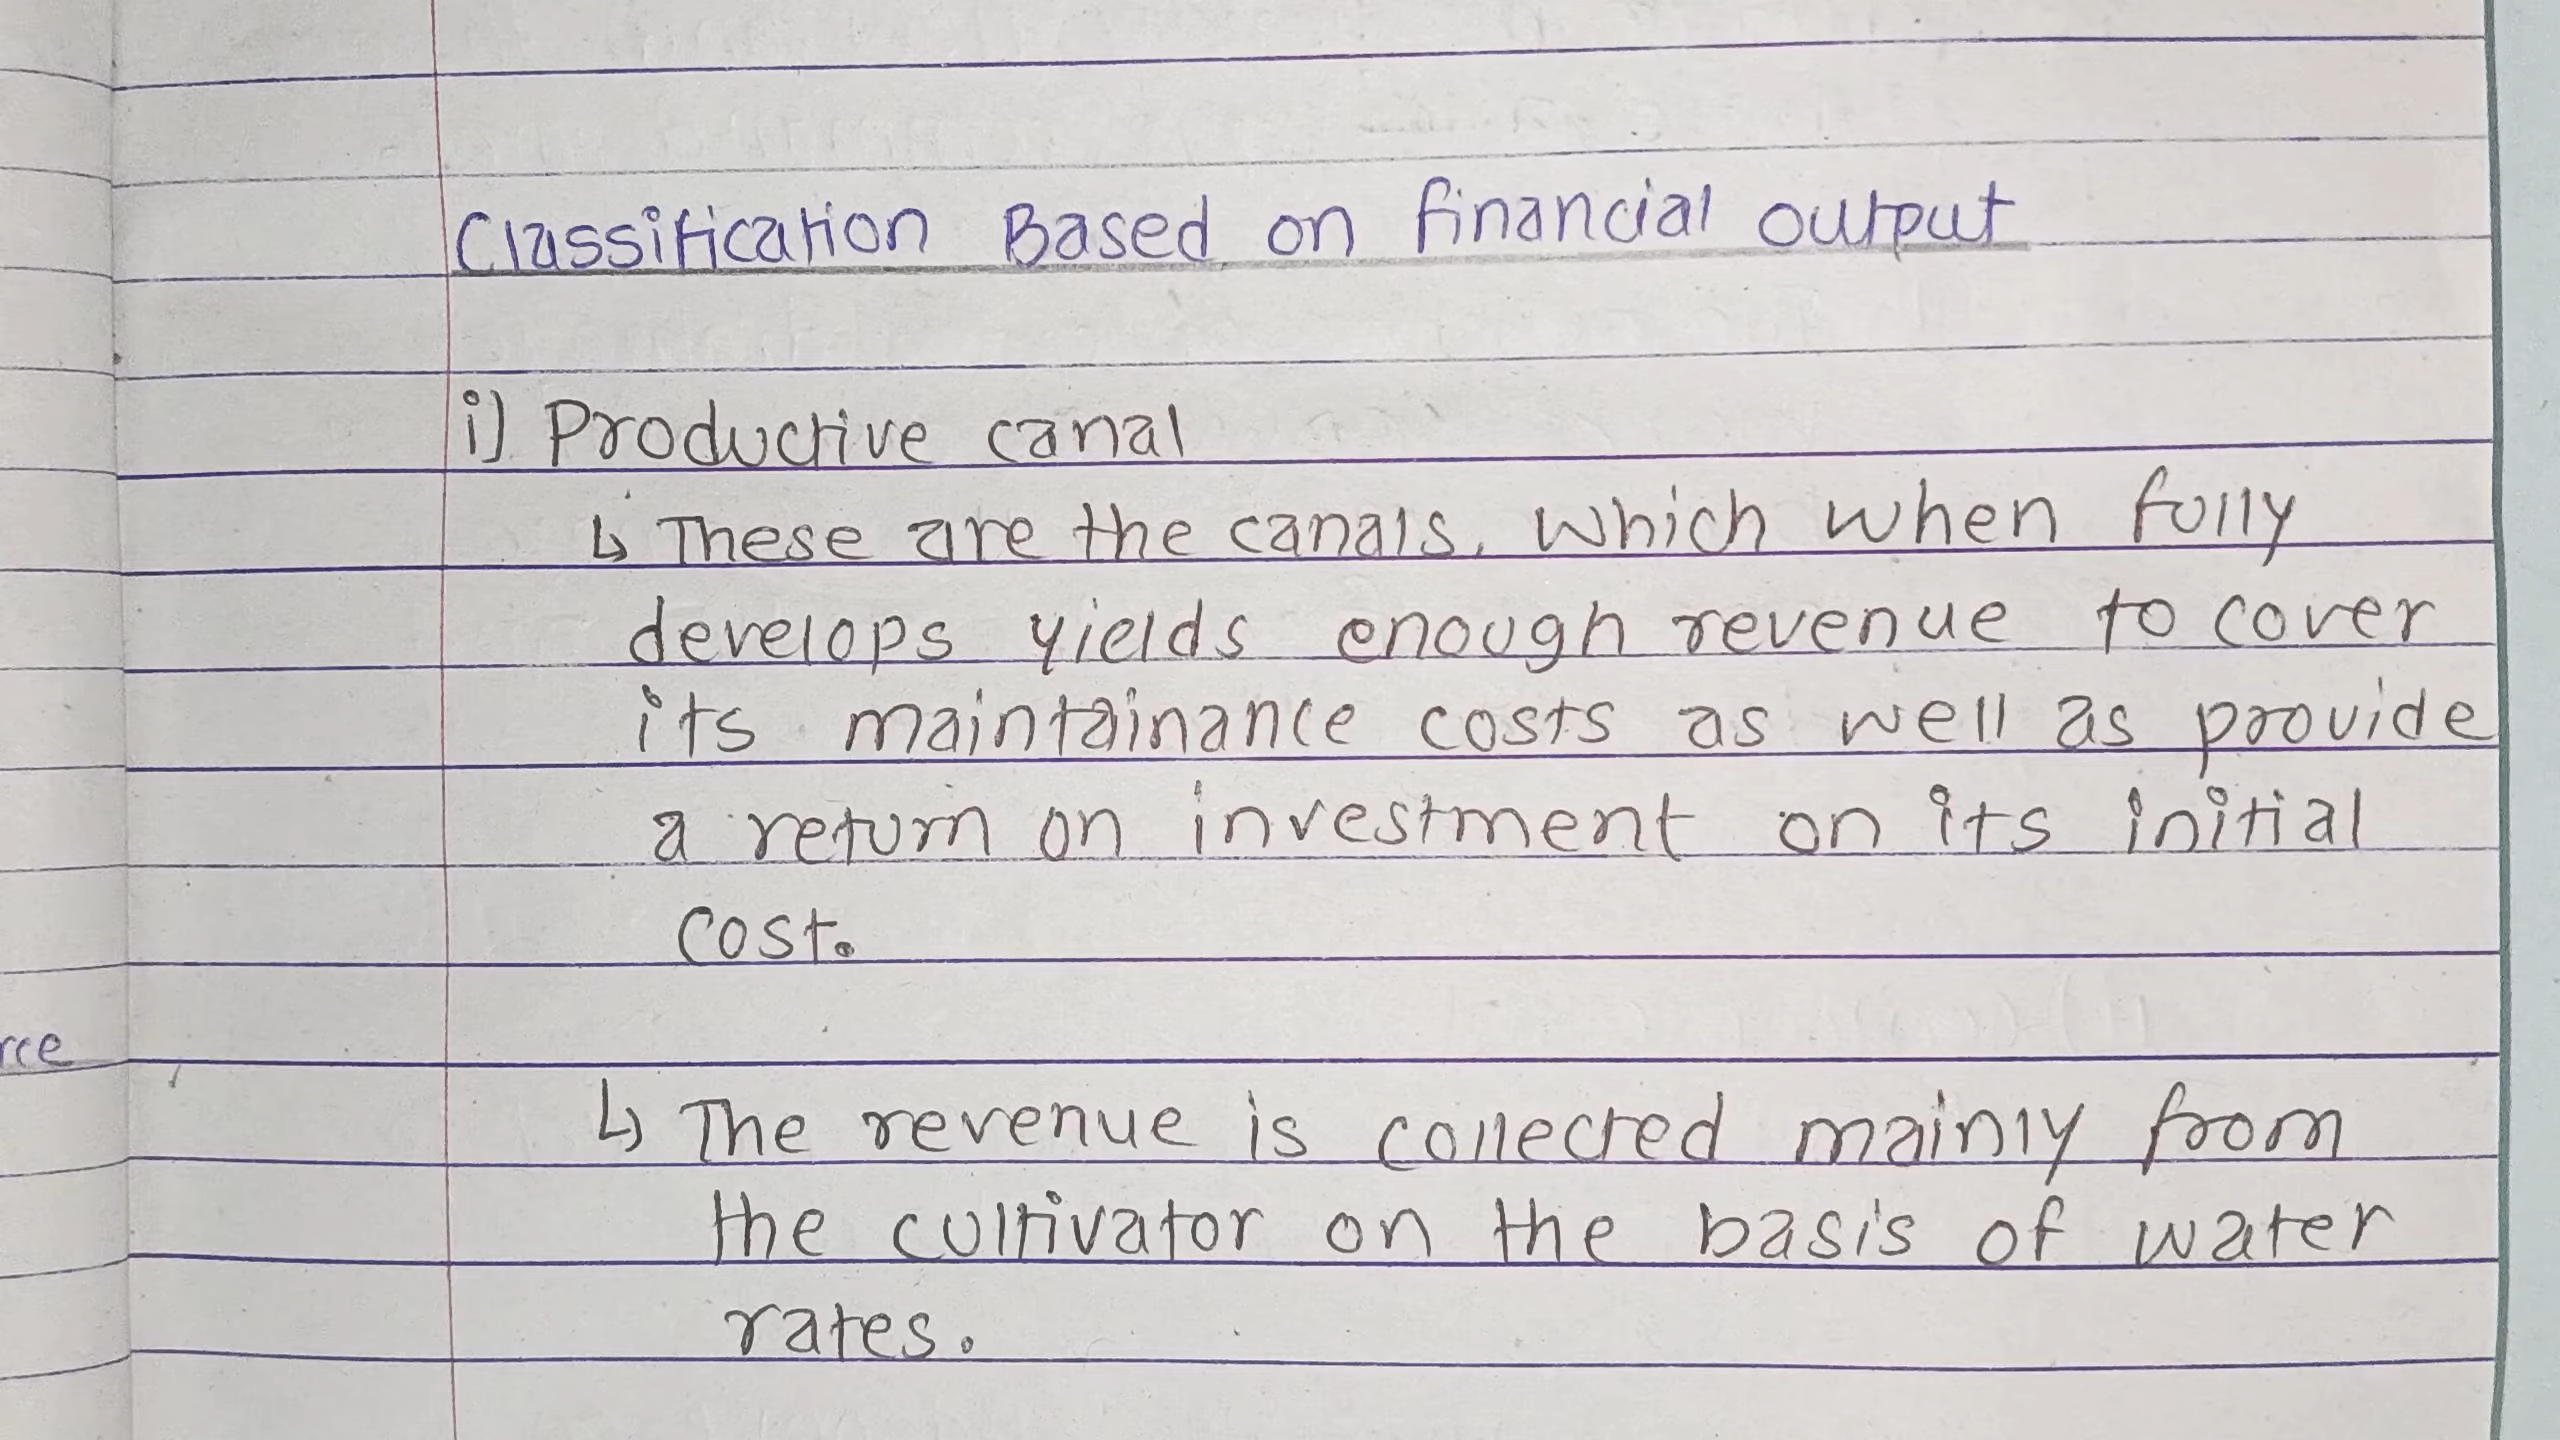 Classification Based on financial output
i) Productive canal
↳ These are the canals. Which when fully
develops yields enough revenue to cover
its maintainance costs as well as provide
a return on investment on its initial
cost.
rce
↳ The revenue is collected mainly from
the cultivator on the basis of water
rates.